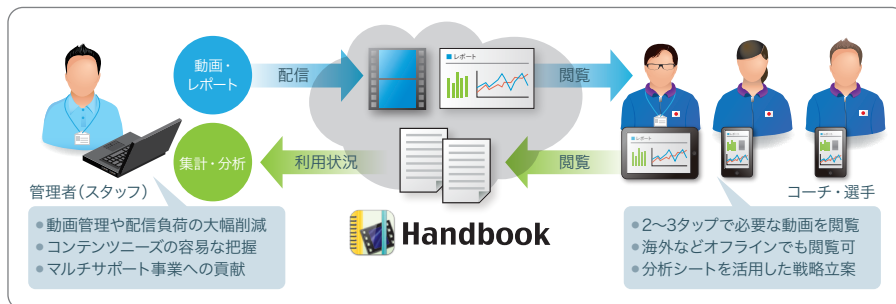 動画・
レポート
配信
■レポート
閲覧
集計・分析
利用状況
閲覧
■レポート
管理者（スタッフ）
コーチ・選手
Handbook
●動画管理や配信負荷の大幅削減
●コンテンツニーズの容易な把握
●マルチサポート事業への貢献
●2〜3タップで必要な動画を閲覧
●海外などオフラインでも閲覧可
●分析シートを活用した戦略立案